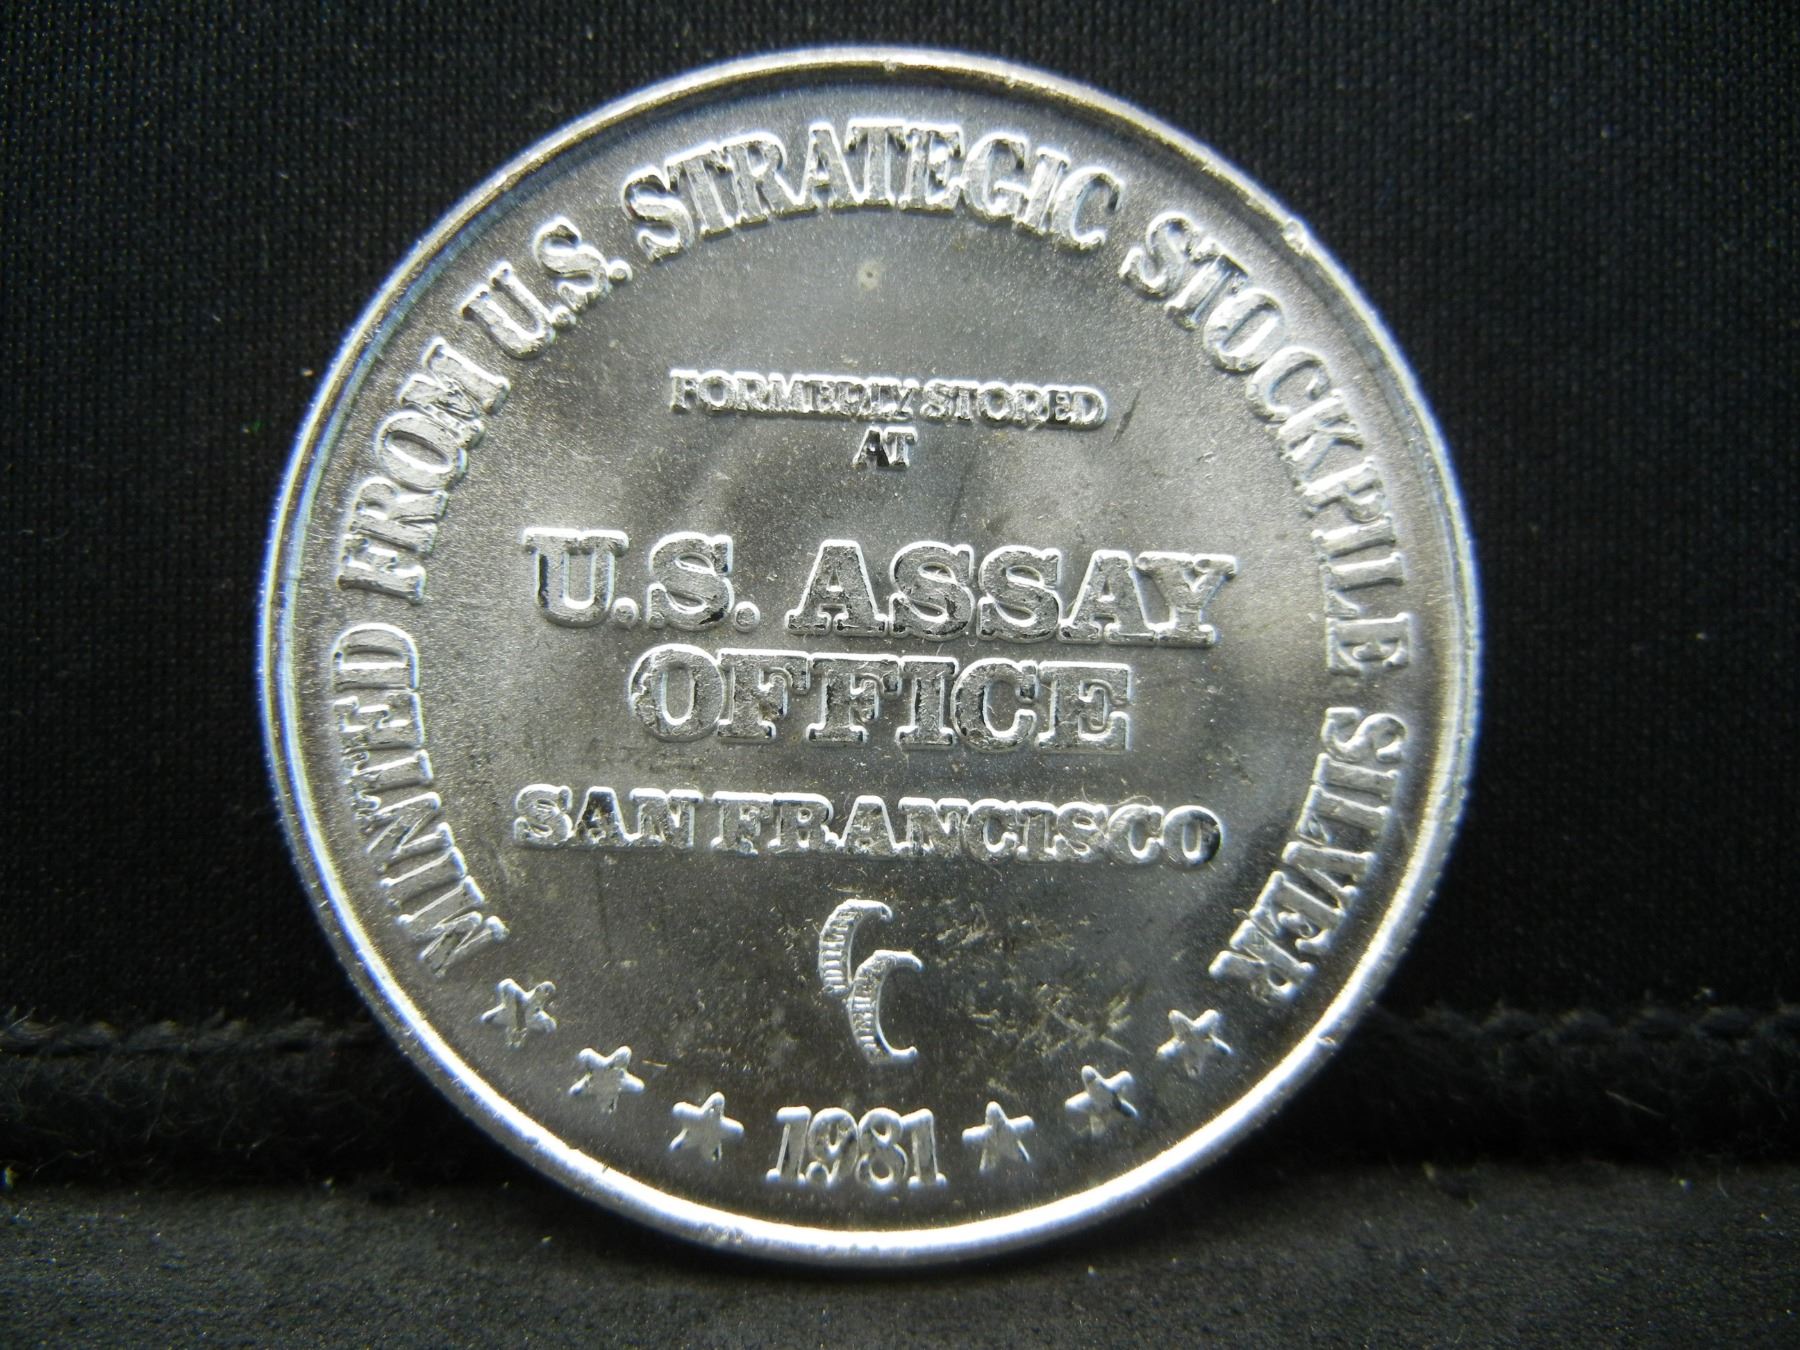 MINTED FROM U.S. STRATEGIC STOCKPILE SILVER
FORMERLY STORED
AT
U.S. ASSAY
OFFICE
SAN FRANCISCO
1981